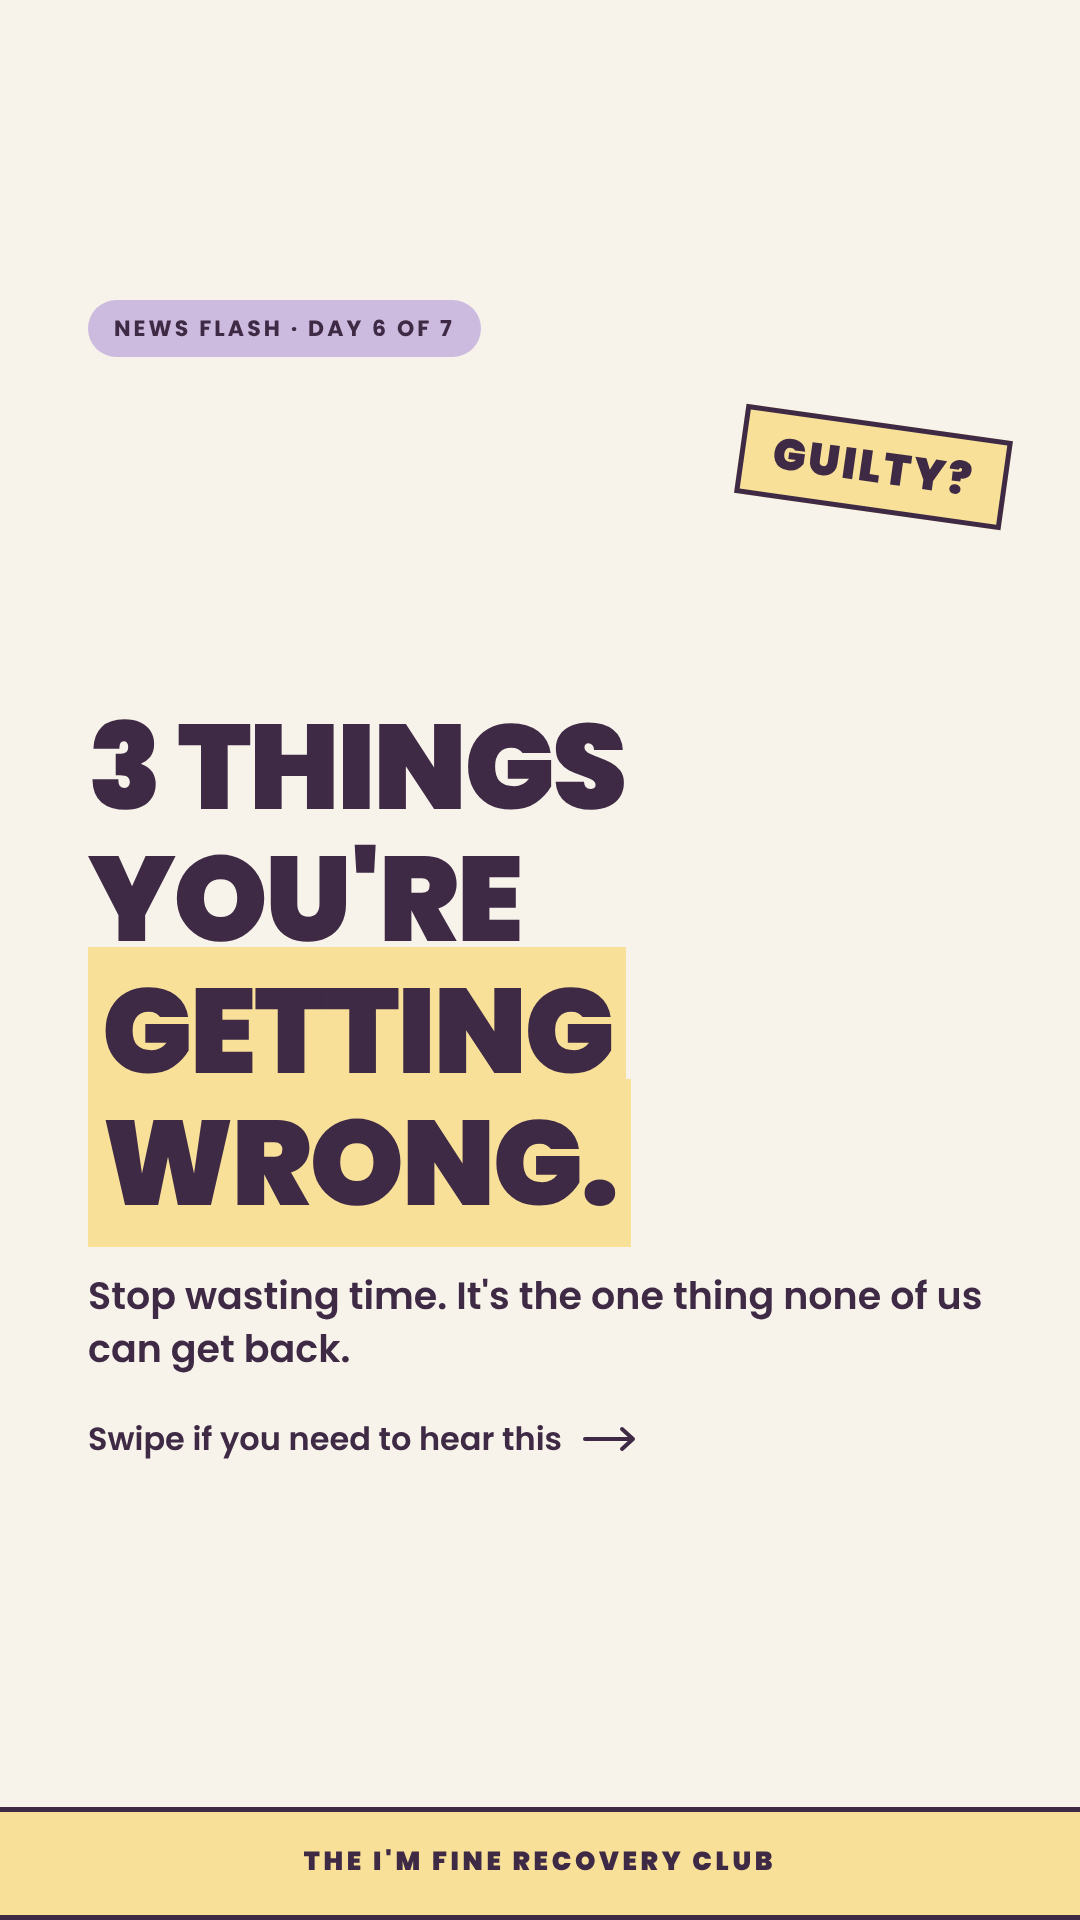 NEWS FLASH · DAY 6 OF 7
GUILTY?
3 THINGS
YOU'RE
GETTING
WRONG.
Stop wasting time. It's the one thing none of us
can get back.
Swipe if you need to hear this →
THE I'M FINE RECOVERY CLUB